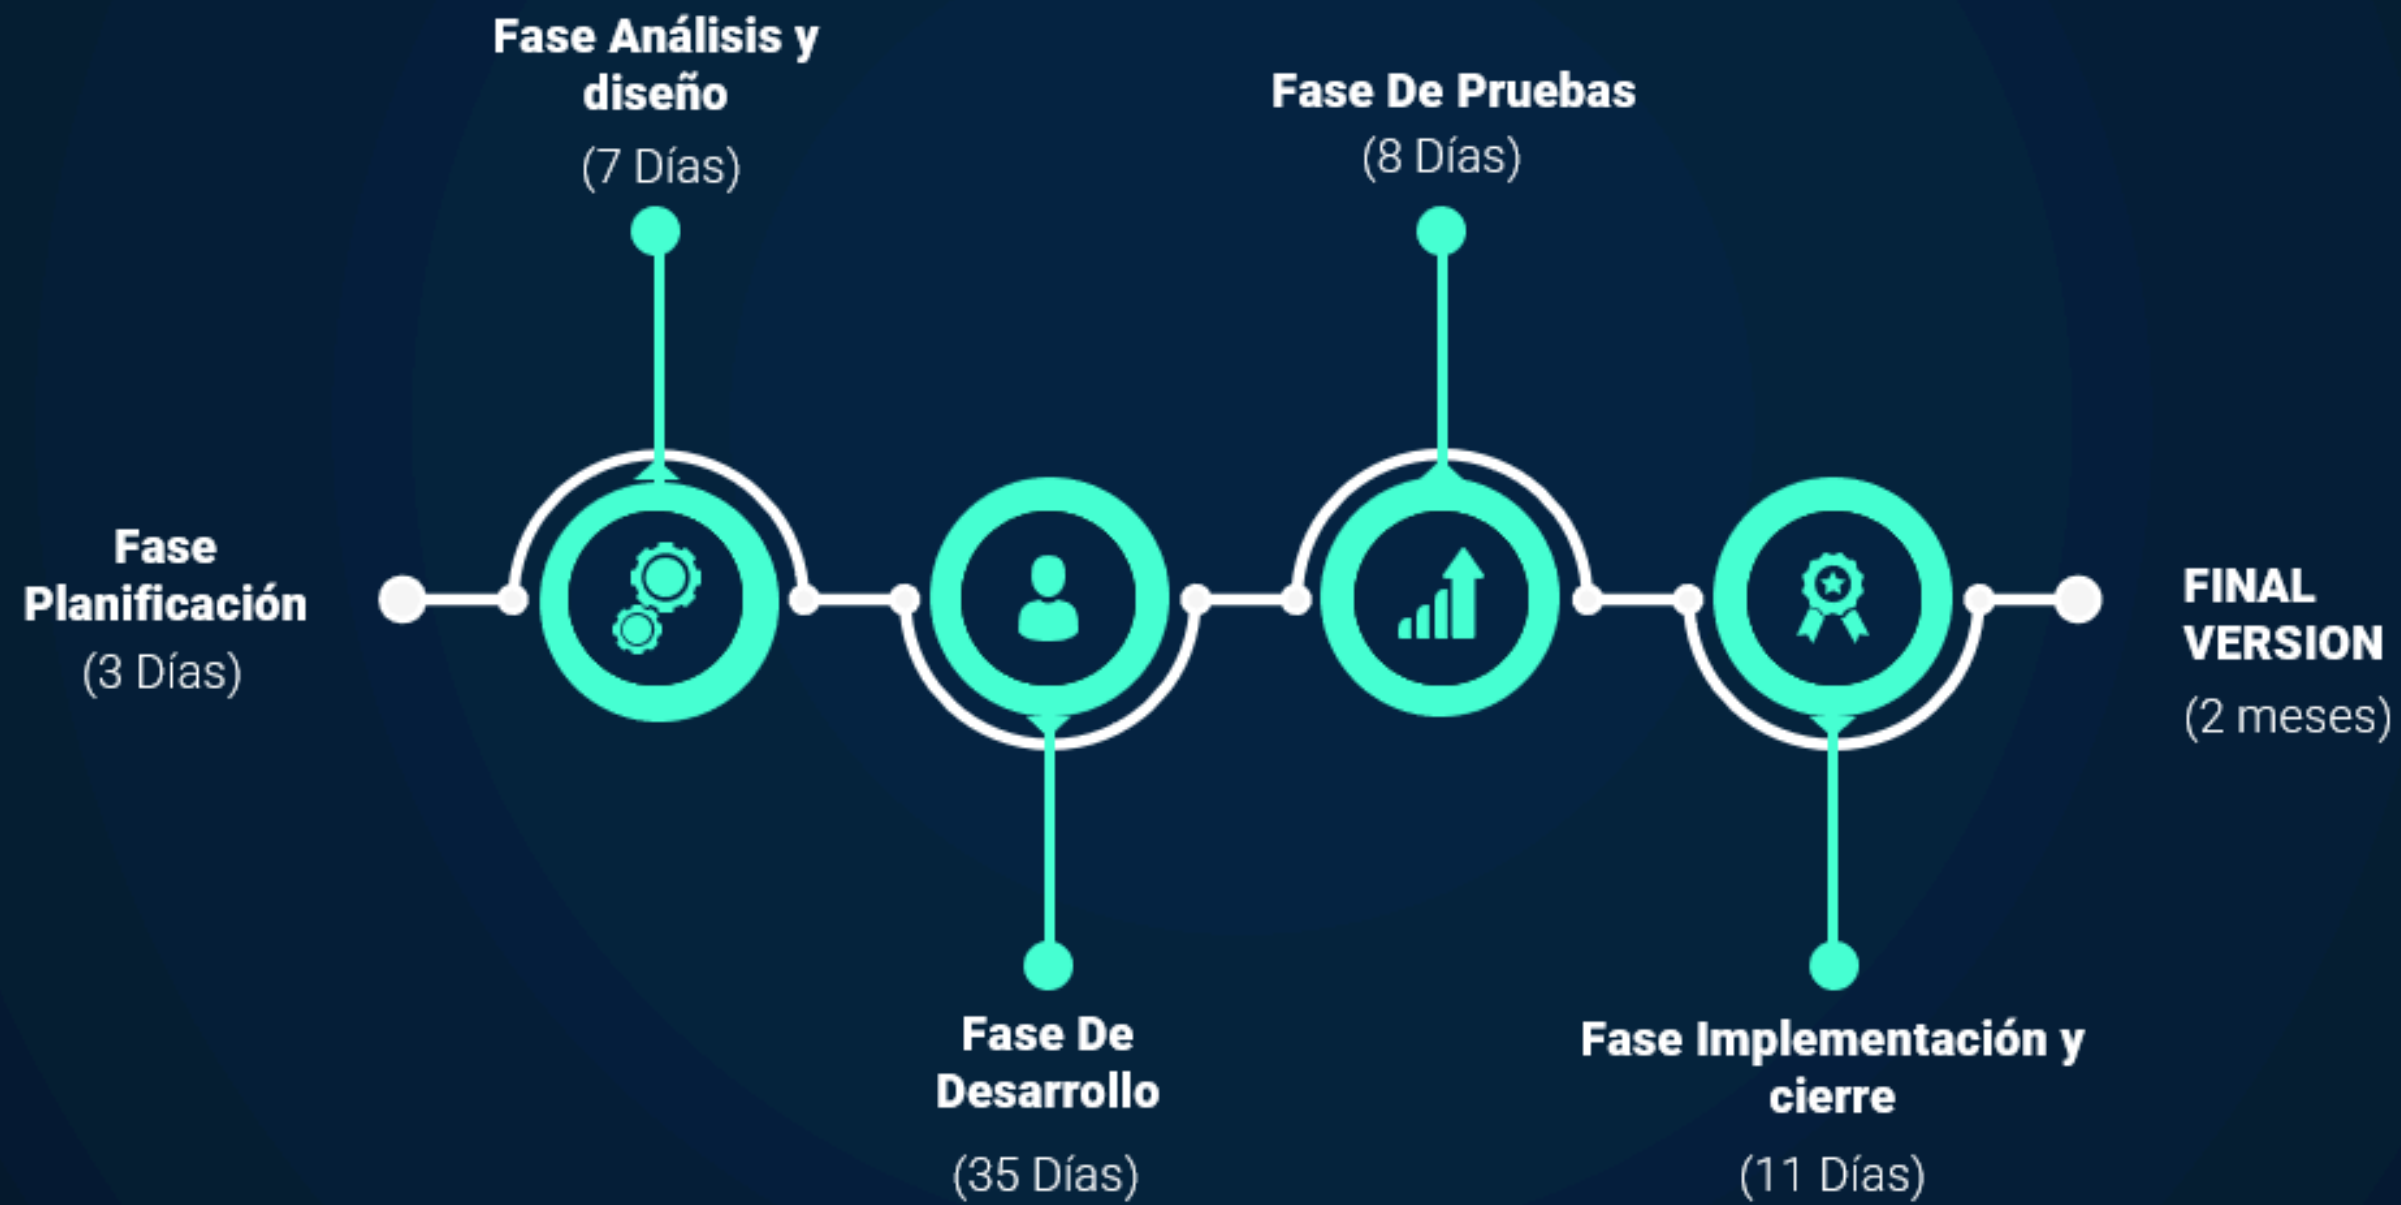 Fase
Planificación
(3 Días)
Fase Análisis y
diseño
(7 Días)
Fase De
Desarrollo
(35 Días)
Fase De Pruebas
(8 Días)
Fase Implementación y
cierre
(11 Días)
FINAL
VERSION
(2 meses)